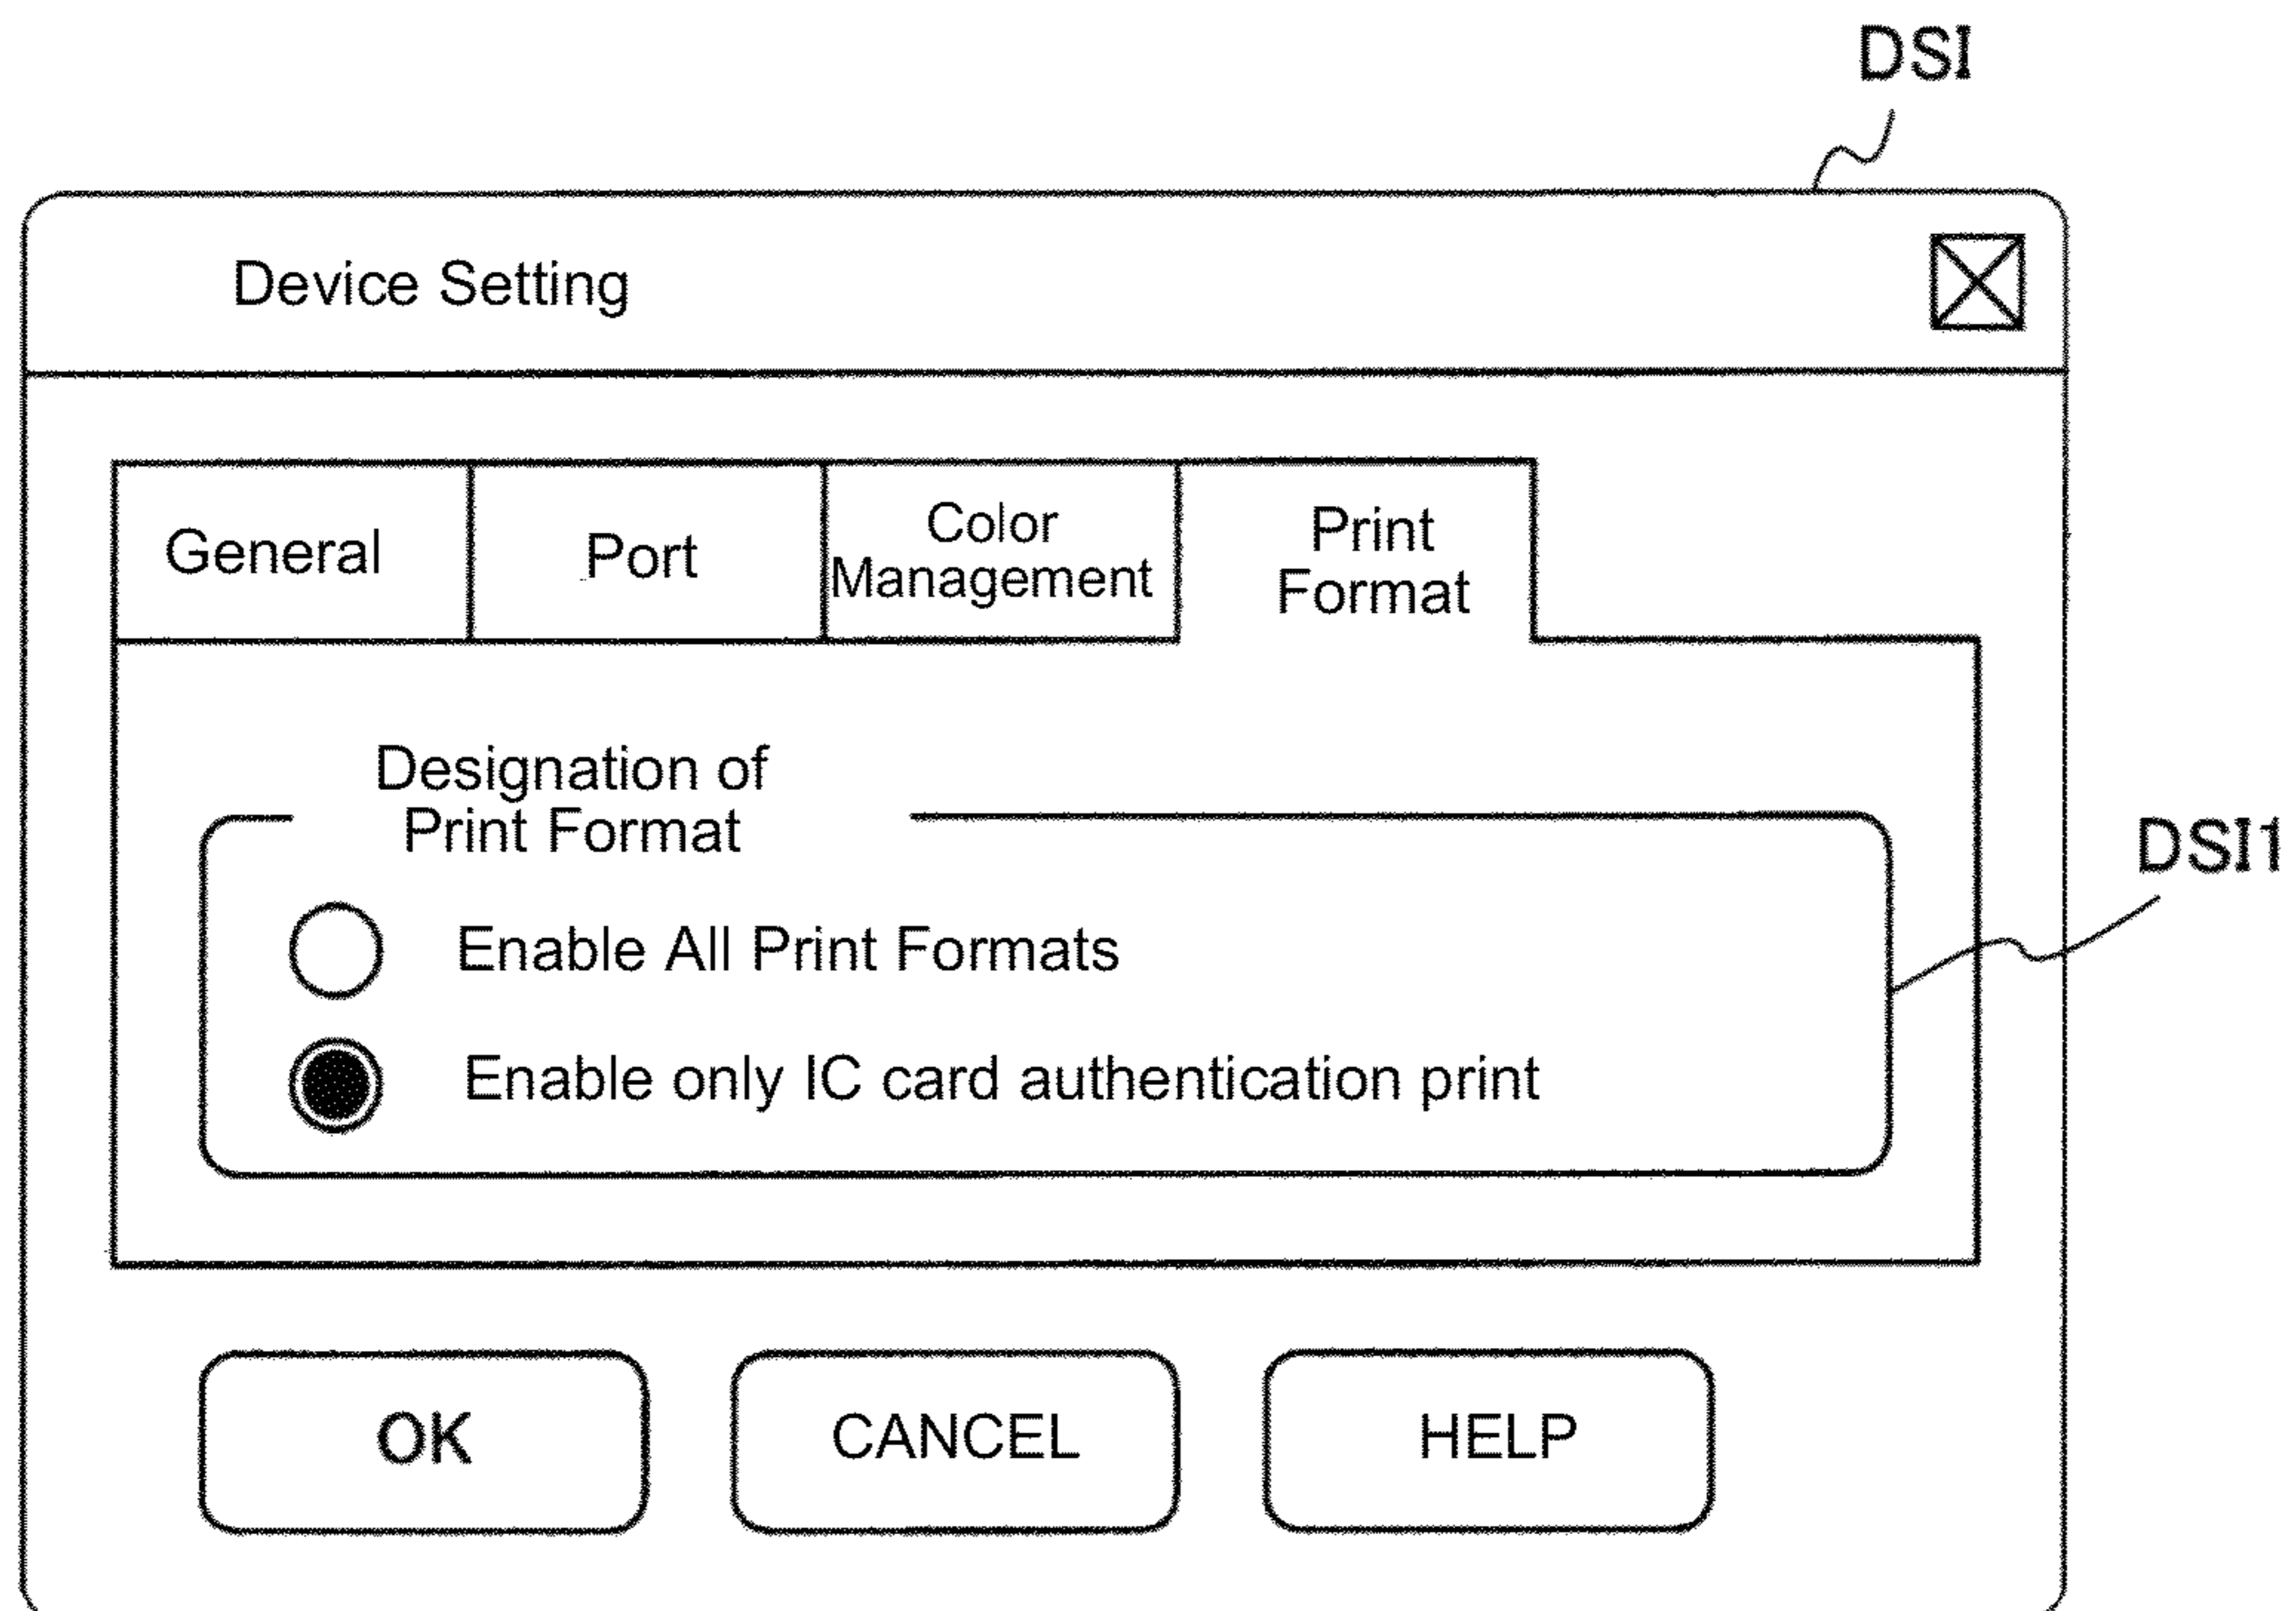 DSI
Device Setting
General
Port
Color
Management
Print
Format
Designation of
Print Format
DSI1
Enable All Print Formats
Enable only IC card authentication print
OK
CANCEL
HELP